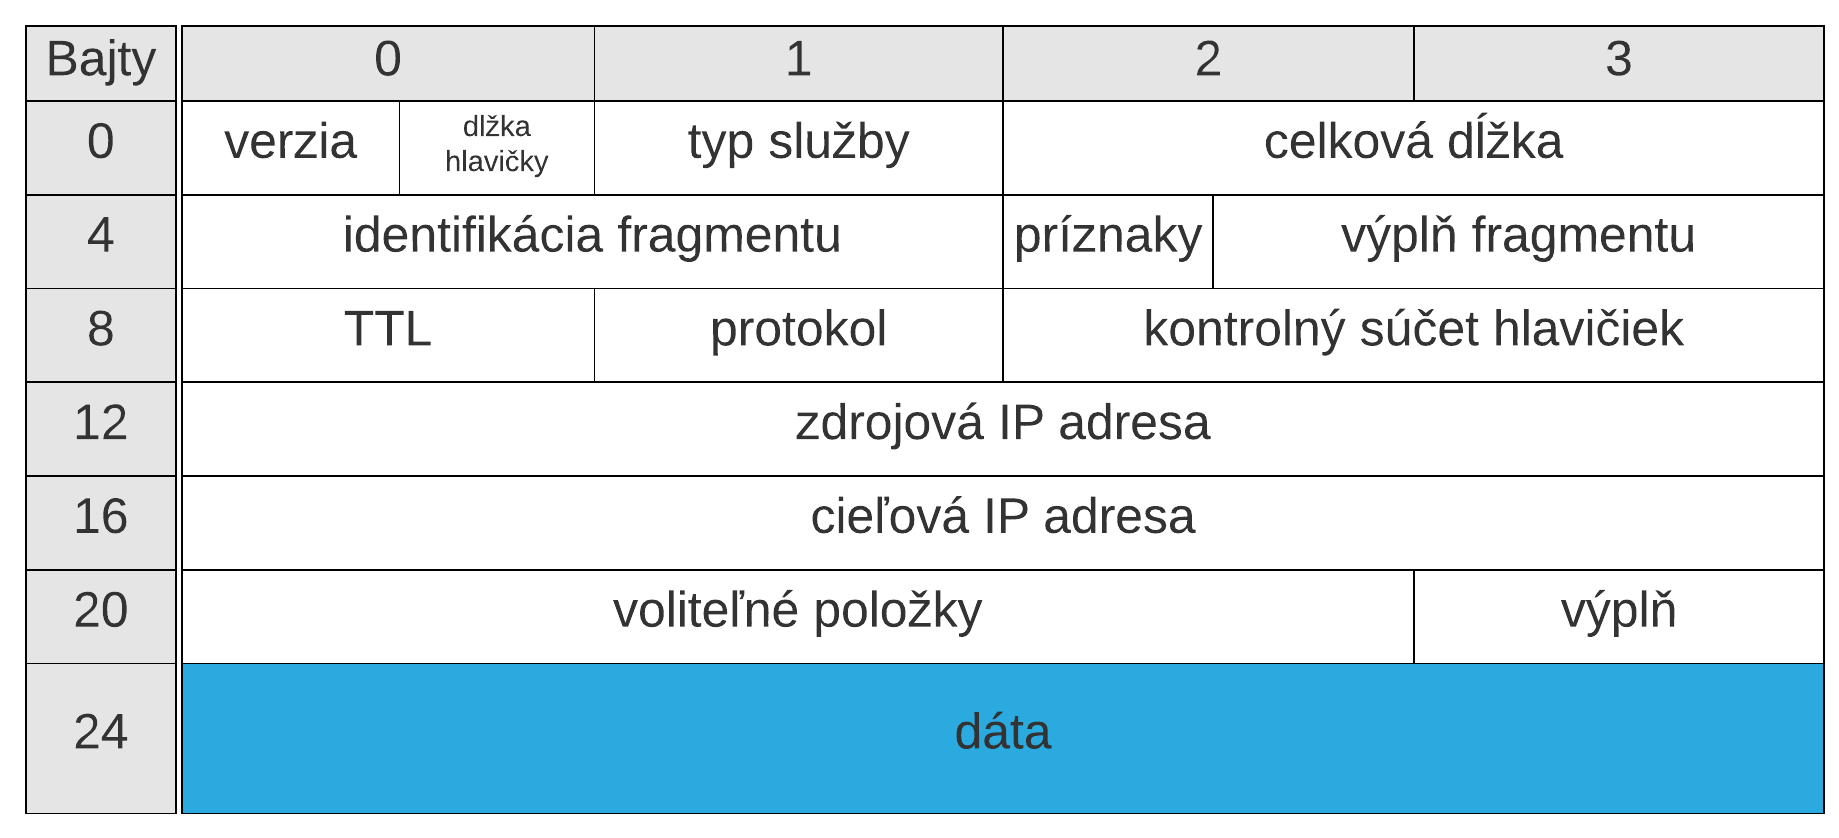 Bajty 0 1 2 3
0 verzia dlžka hlavičky typ služby celková dĺžka
4 identifikácia fragmentu príznaky výplň fragmentu
8 TTL protokol kontrolný súčet hlavičiek
12 zdrojová IP adresa
16 cieľová IP adresa
20 voliteľné položky výplň
24 dáta